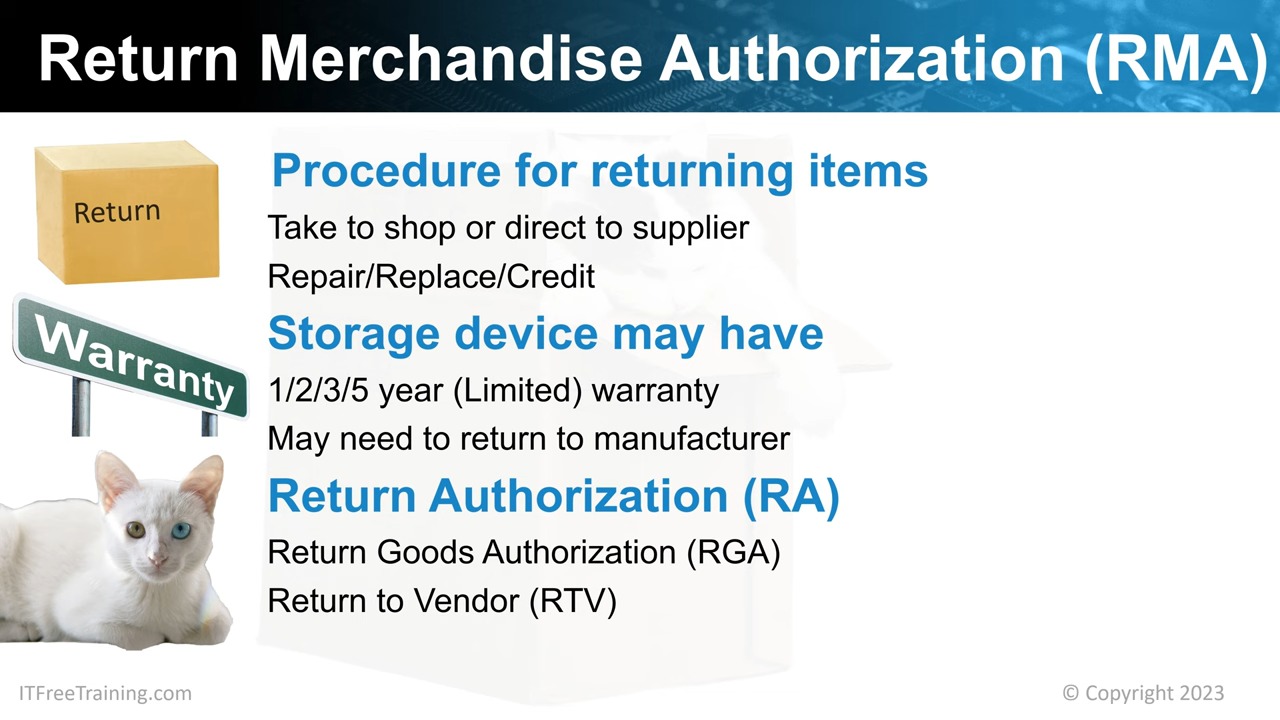 Return Merchandise Authorization (RMA)
Return
Procedure for returning items
Take to shop or direct to supplier
Repair/Replace/Credit
Warranty
Storage device may have
1/2/3/5 year (Limited) warranty
May need to return to manufacturer
Return Authorization (RA)
Return Goods Authorization (RGA)
Return to Vendor (RTV)
ITFreeTraining.com
© Copyright 2023